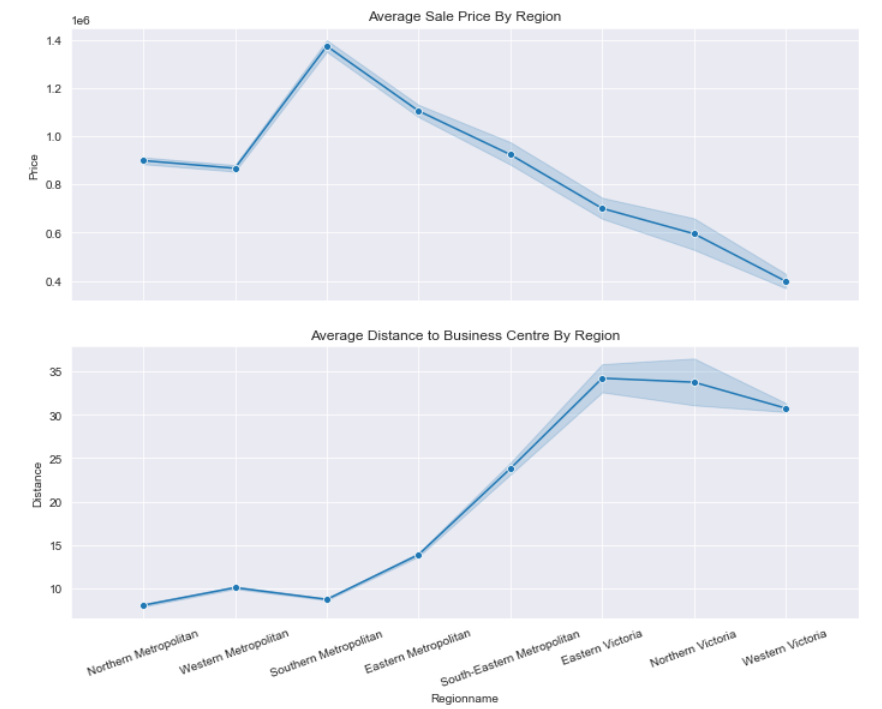 Average Sale Price By Region
1e6
1.4
1.2
1.0
0.8
0.6
0.4
Price
Average Distance to Business Centre By Region
35
30
25
20
15
10
Distance
Northern Metropolitan
Western Metropolitan
Southern Metropolitan
Eastern Metropolitan
South-Eastern Metropolitan
Eastern Victoria
Northern Victoria
Western Victoria
Regionname